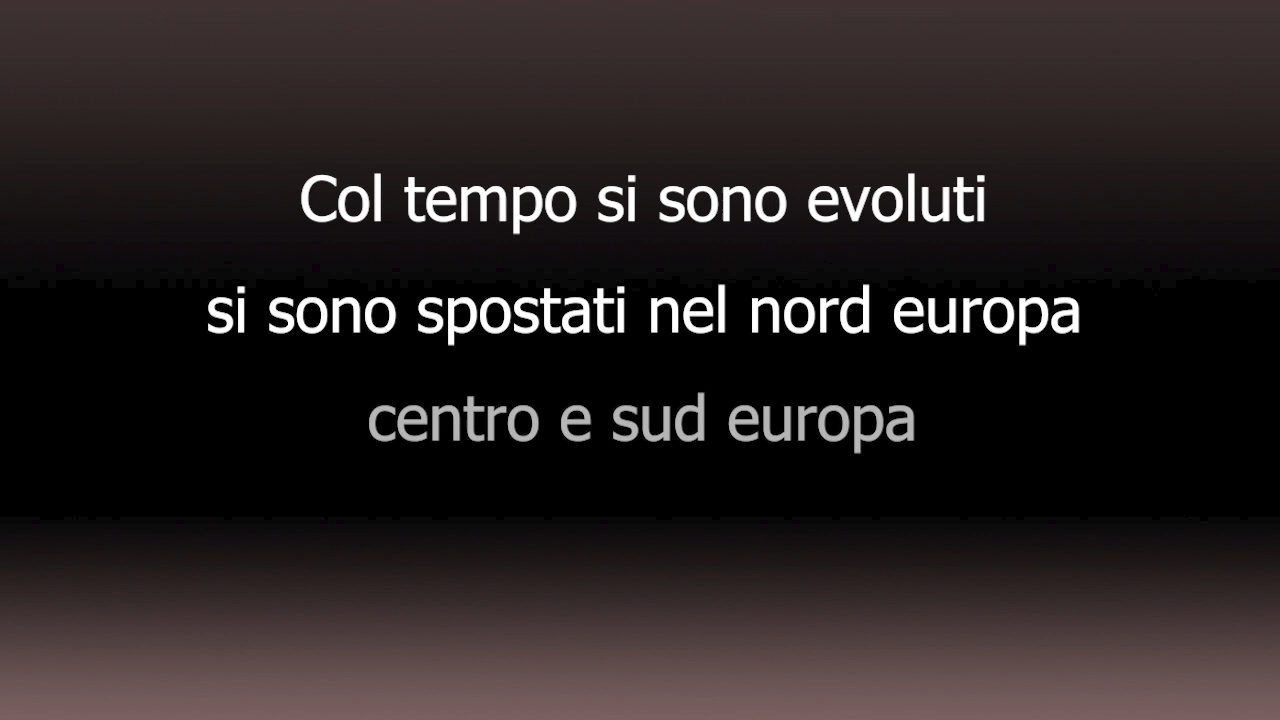 Col tempo si sono evoluti
si sono spostati nel nord europa
centro e sud europa